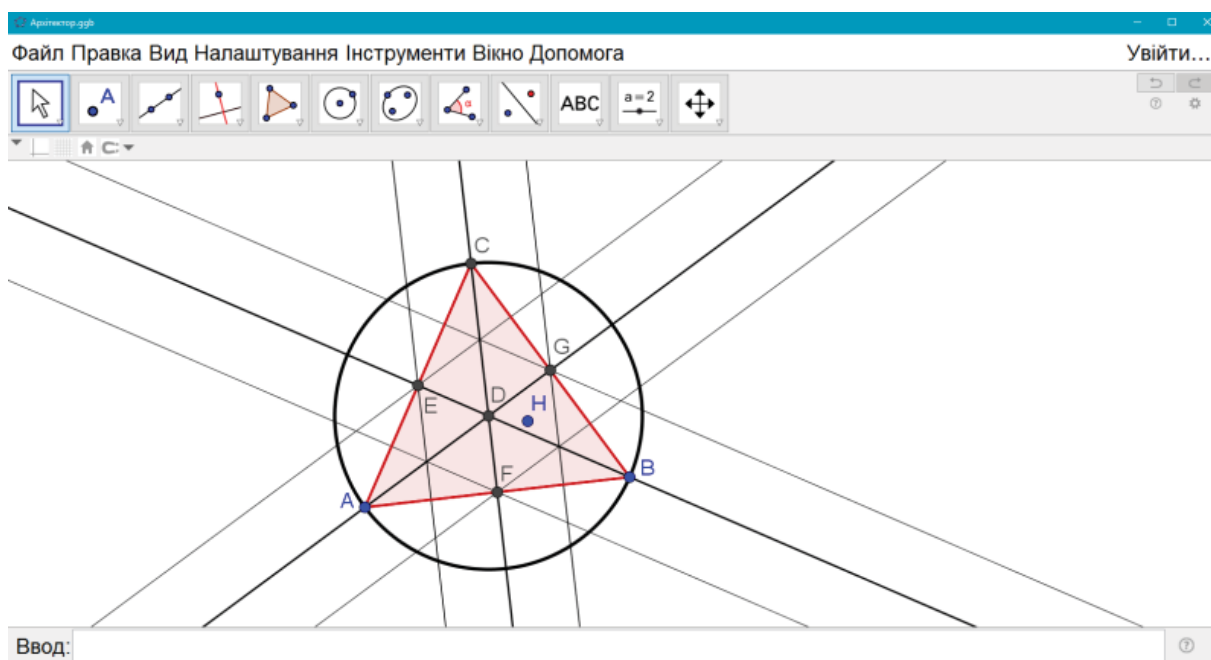 Архітектор.ggb
Файл Правка Вид Налаштування Інструменти Вікно Допомога Увійти...
A α ABC a=2
C
G
D
H
E
F
B
A
Ввод: